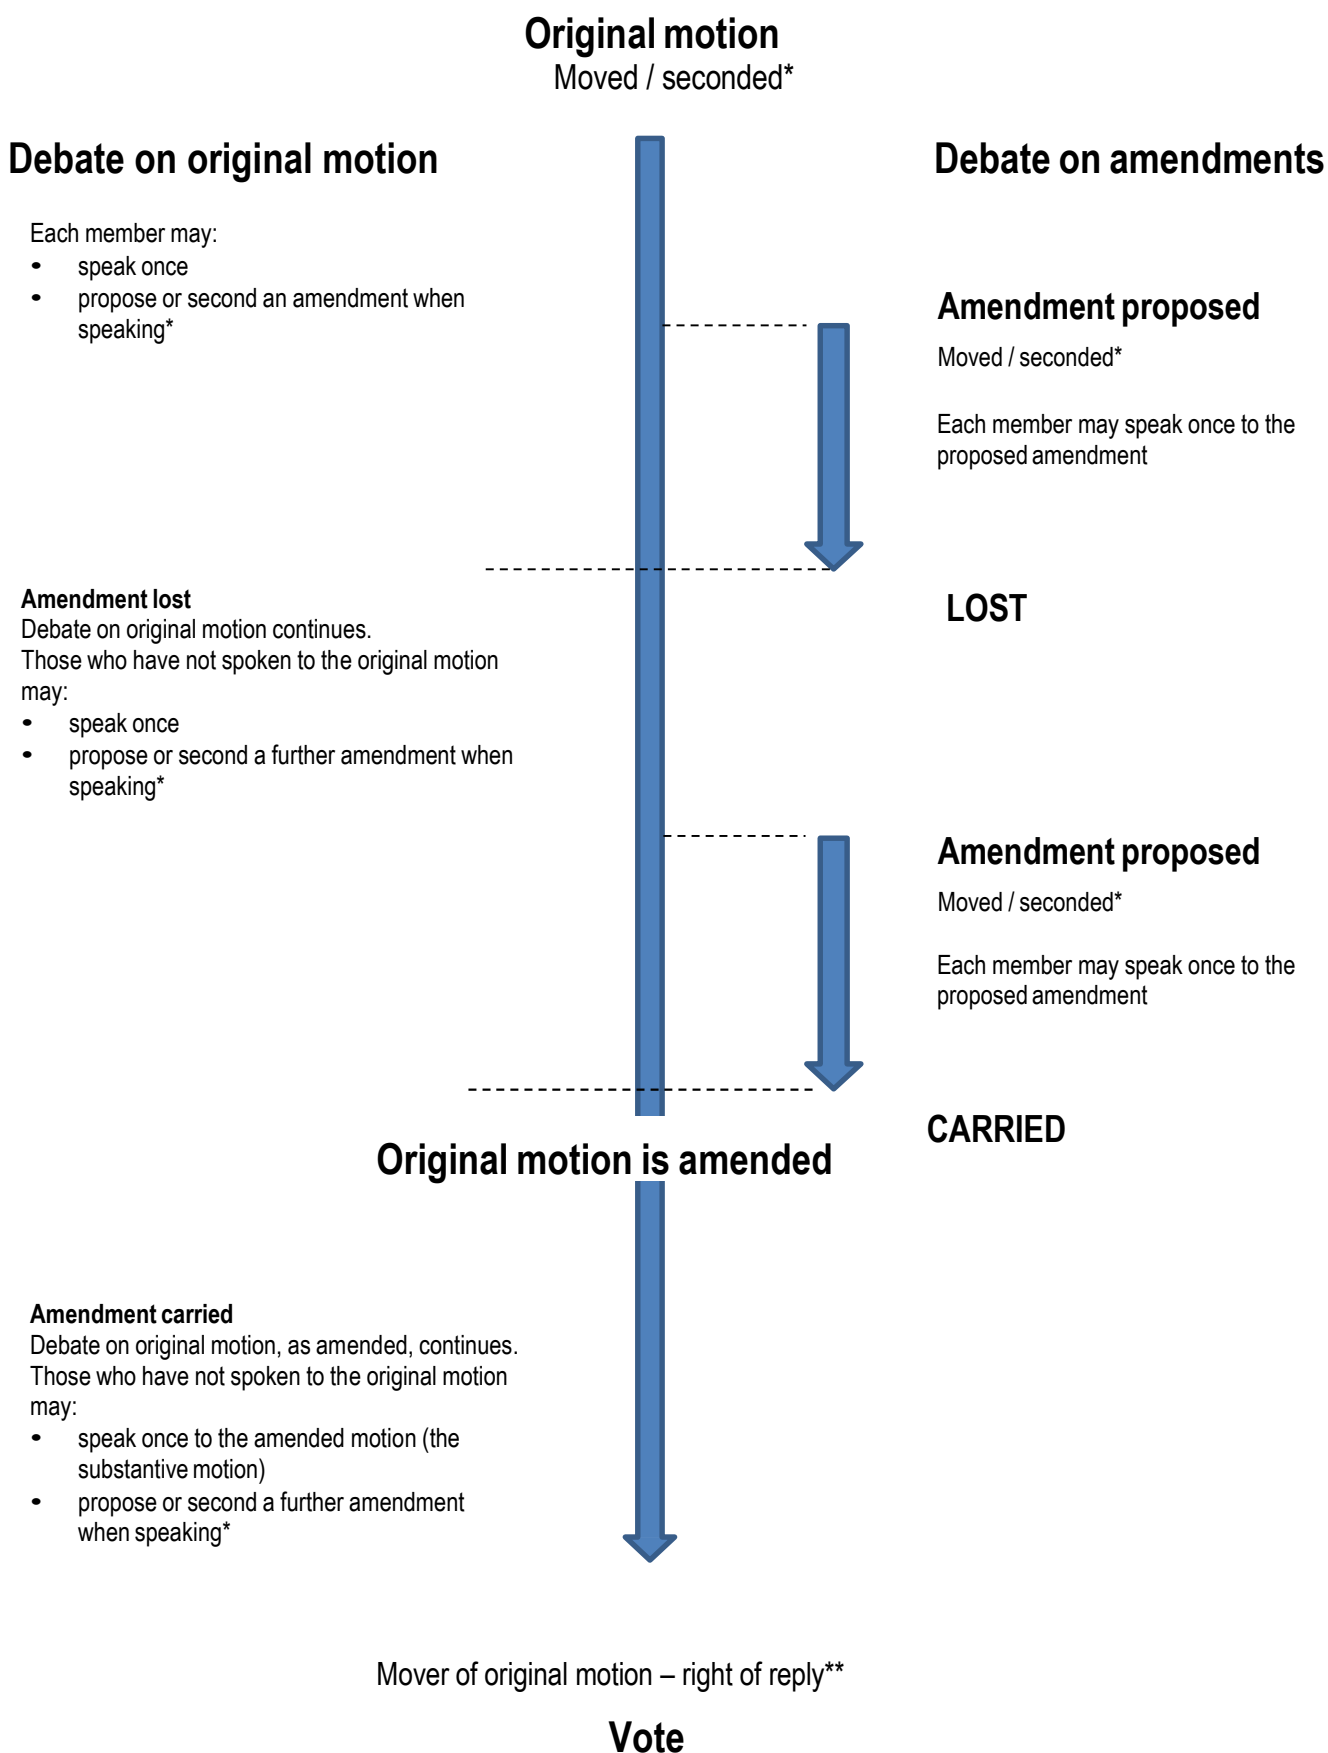 Original motion
Moved / seconded*
Debate on original motion
Each member may:
• speak once
• propose or second an amendment when
speaking*
Debate on amendments
Amendment proposed
Moved / seconded*
Each member may speak once to the
proposed amendment
LOST
Amendment lost
Debate on original motion continues.
Those who have not spoken to the original motion
may:
• speak once
• propose or second a further amendment when
speaking*
Amendment proposed
Moved / seconded*
Each member may speak once to the
proposed amendment
CARRIED
Original motion is amended
Amendment carried
Debate on original motion, as amended, continues.
Those who have not spoken to the original motion
may:
• speak once to the amended motion (the
substantive motion)
• propose or second a further amendment
when speaking*
Mover of original motion – right of reply**
Vote